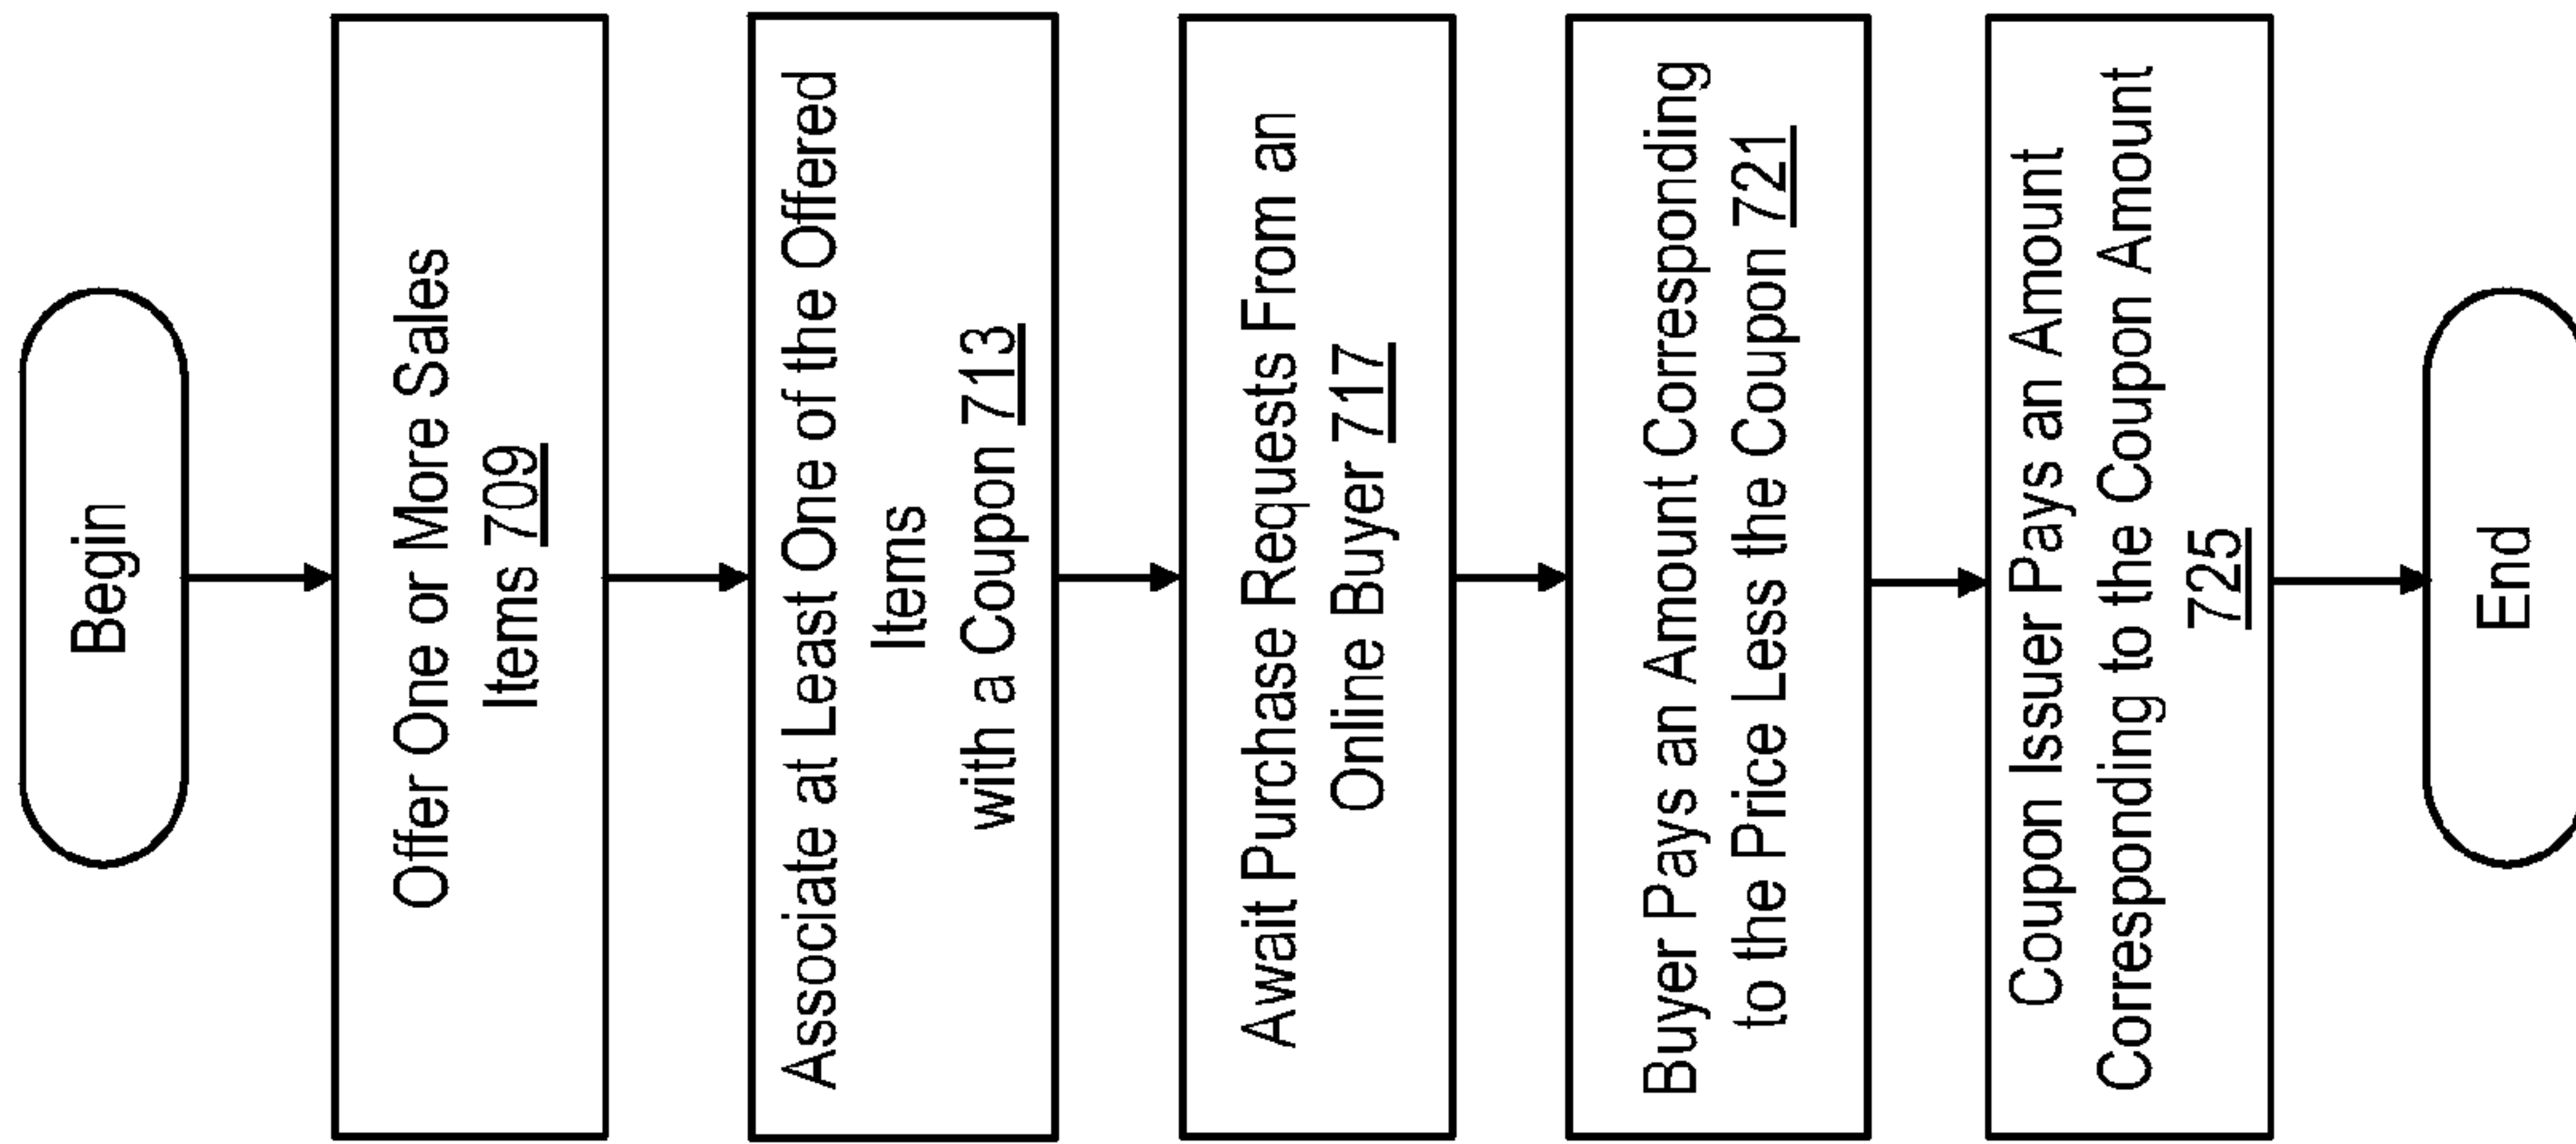 Begin
Offer One or More Sales
Items 709
Associate at Least One of the Offered
Items
with a Coupon 713
Await Purchase Requests From an
Online Buyer 717
Buyer Pays an Amount Corresponding
to the Price Less the Coupon 721
Coupon Issuer Pays an Amount
Corresponding to the Coupon Amount
725
End